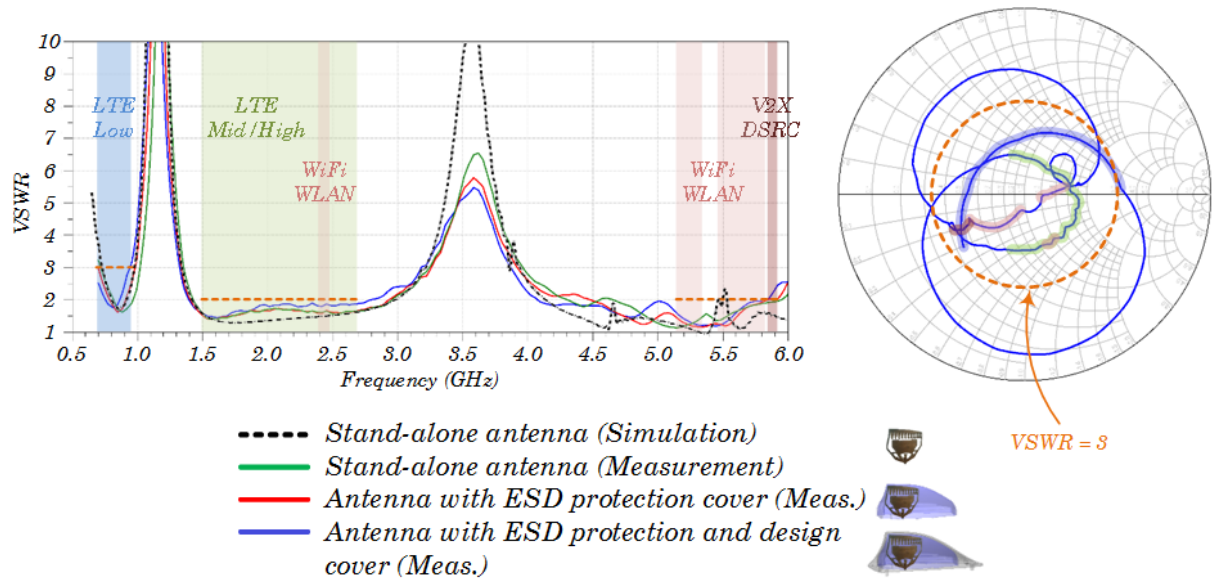 10
9
8
7
6
5
4
3
2
1
VSWR
LTE
Low
LTE
Mid /High
WiFi
WLAN
WiFi
WLAN
V2X
DSRC
0.5 0.6 1.0 1.5 2.0 2.5 3.0 3.5 4.0 4.5 5.0 5.5 6.0
Frequency (GHz)
VSWR = 3
Stand-alone antenna (Simulation)
Stand-alone antenna (Measurement)
Antenna with ESD protection cover (Meas.)
Antenna with ESD protection and design
cover (Meas.)